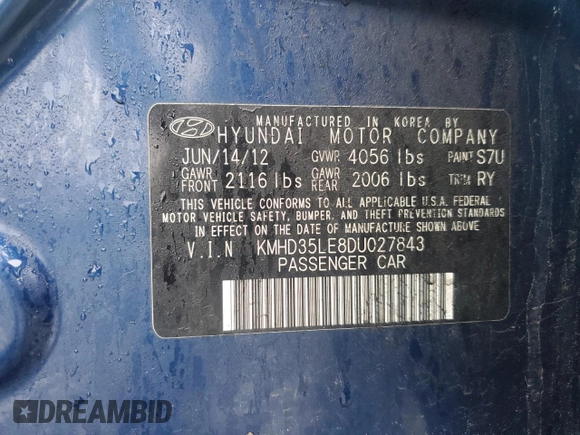 MANUFACTURED IN KOREA BY
HYUNDAI MOTOR COMPANY
JUN/14/12 GVWR 4056 lbs PAINT S7U
GAWR FRONT 2116 lbs GAWR REAR 2006 lbs TRIM RY
THIS VEHICLE CONFORMS TO ALL APPLICABLE U.S.A. FEDERAL
MOTOR VEHICLE SAFETY, BUMPER, AND THEFT PREVENTION STANDARDS
IN EFFECT ON THE DATE OF MANUFACTURE SHOWN ABOVE
V.I.N KMHD35LE8DU027843
PASSENGER CAR
DREAMBID